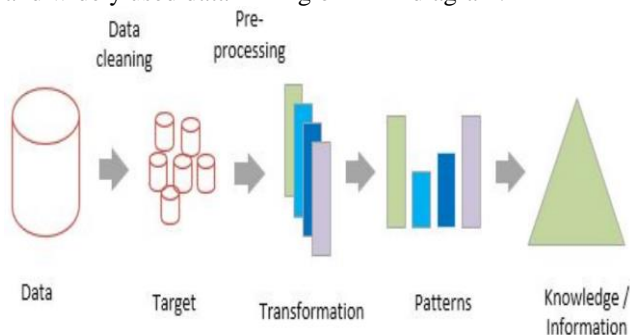 Data
cleaning
Pre-
processing
Data
Target
Transformation
Patterns
Knowledge /
Information